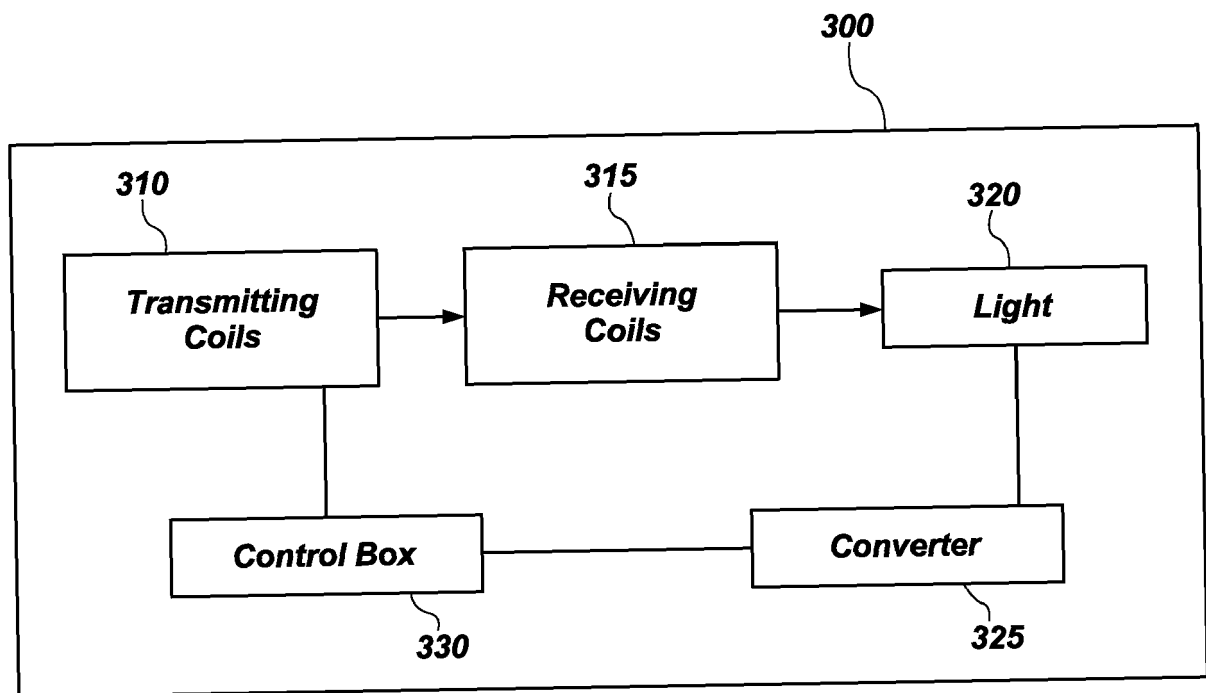 300
310
315
320
Transmitting
Coils
Receiving
Coils
Light
Control Box
Converter
330
325